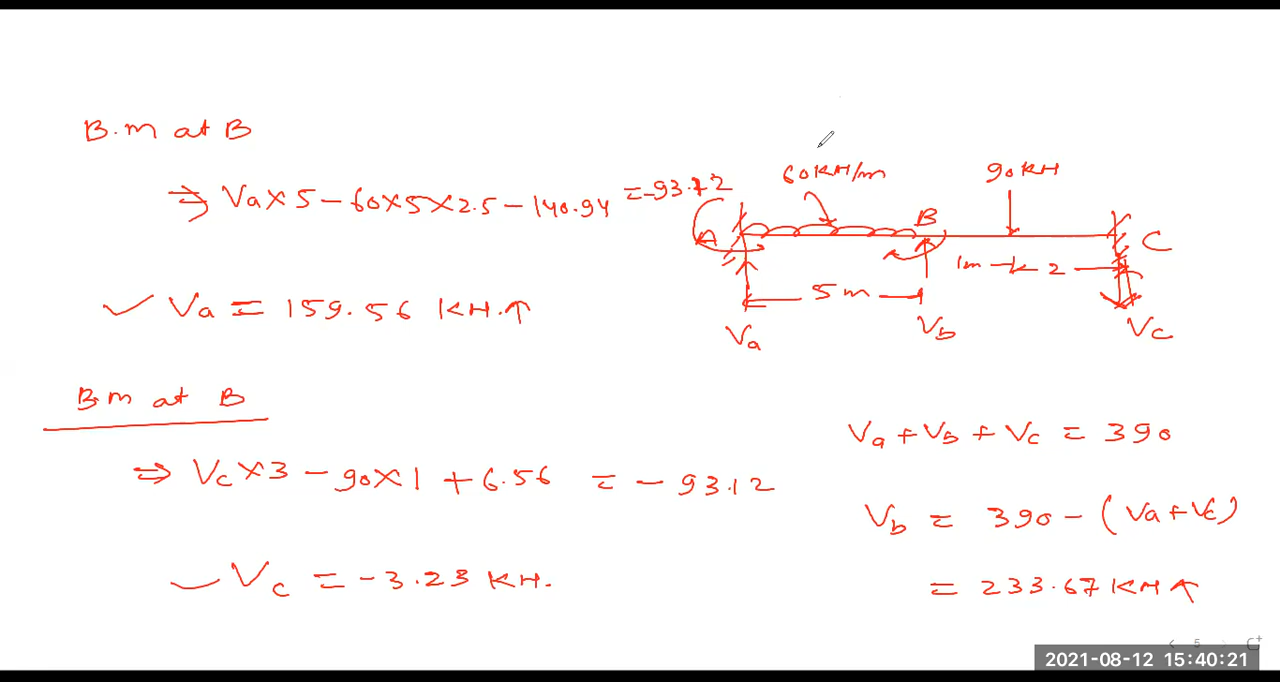 B.M at B
⇒ Va×5 - 60×5×2.5 - 140.94 = -93.12
✓ Va = 159.56 KN.↑
B.M at B
⇒ Vc×3 - 90×1 + 6.56 = -93.12
✓ Vc = -3.23 KN.
60KN/m
90KN
A
B
C
1m
2
5m
Va
Vb
Vc
Va + Vb + Vc = 390
Vb = 390 - (Va + Vc)
= 233.67 KN ↑
< 5 >
2021-08-12 15:40:21